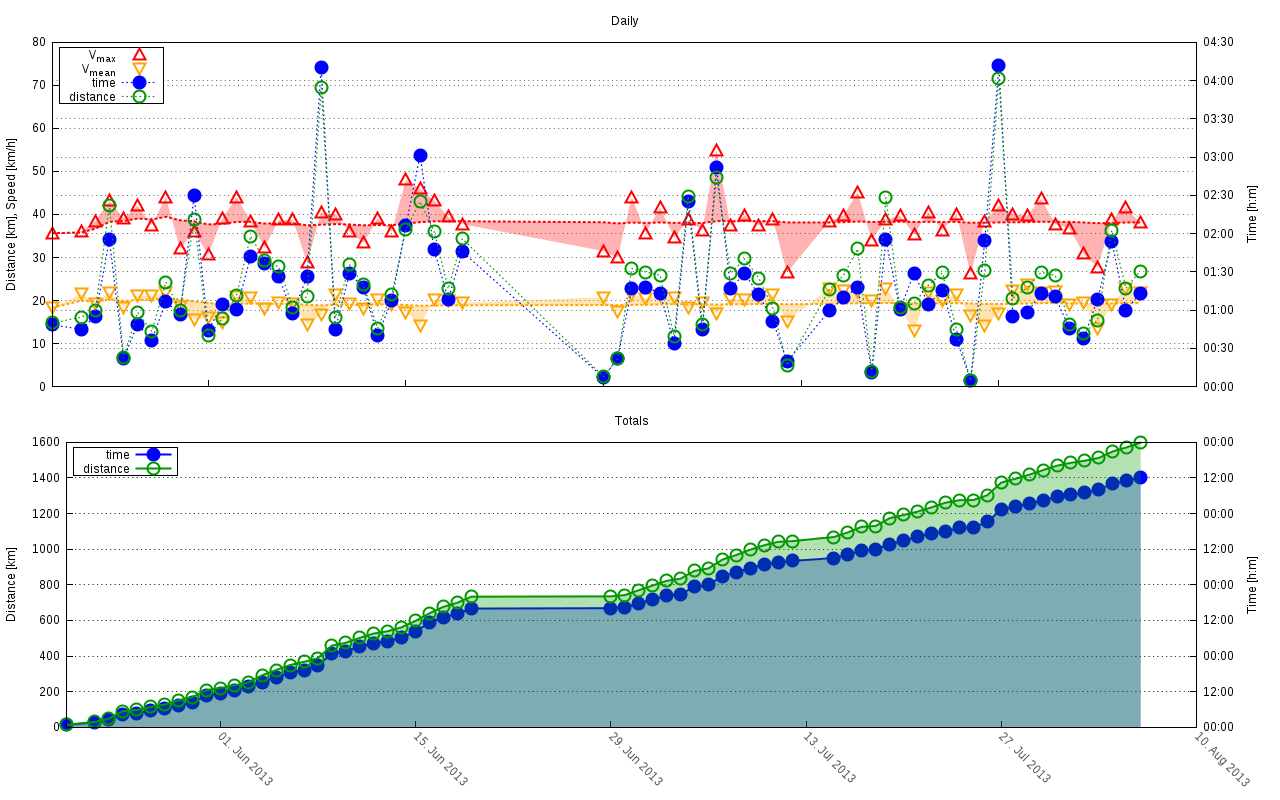 Daily
80
70
60
50
40
30
20
10
0
Distance [km], Speed [km/h]
Vmax
Vmean
time
distance
04:30
04:00
03:30
03:00
02:30
02:00
01:30
01:00
00:30
00:00
Time [h:m]
Totals
1600
1400
1200
1000
800
600
400
200
0
Distance [km]
time
distance
00:00
12:00
00:00
12:00
00:00
12:00
00:00
12:00
00:00
Time [h:m]
01. Jun 2013
15. Jun 2013
29. Jun 2013
13. Jul 2013
27. Jul 2013
10. Aug 2013